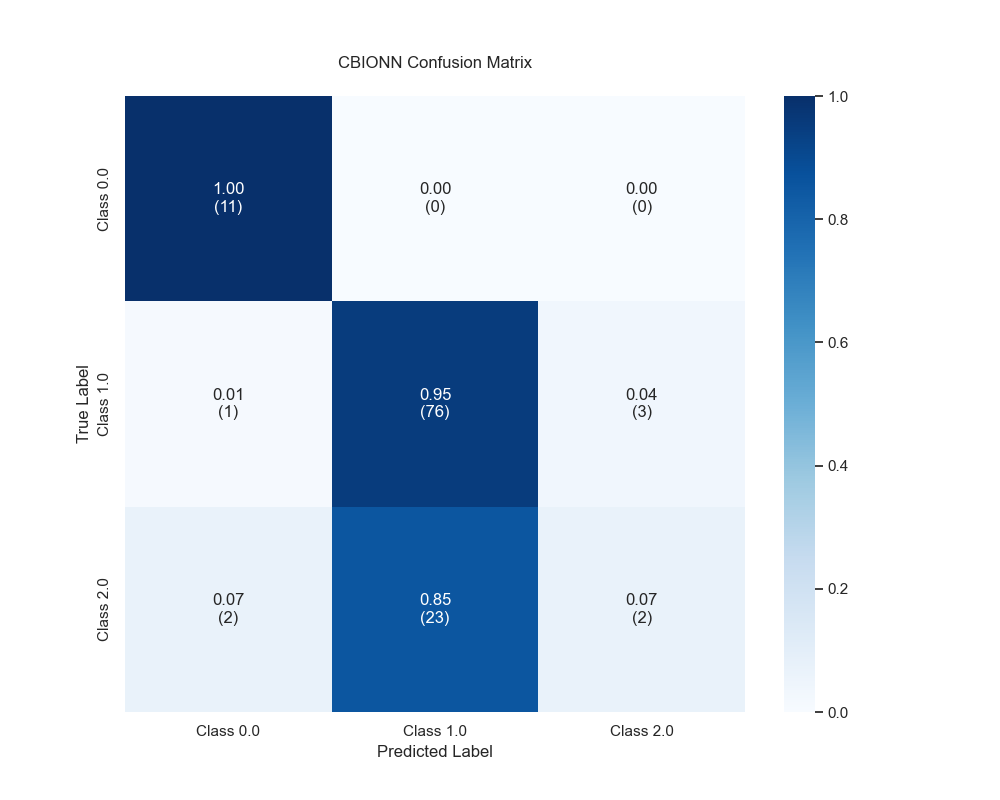 CBIONN Confusion Matrix
True Label
Class 0.0
1.00
(11)
0.00
(0)
0.00
(0)
Class 1.0
0.01
(1)
0.95
(76)
0.04
(3)
Class 2.0
0.07
(2)
0.85
(23)
0.07
(2)
Class 0.0
Class 1.0
Class 2.0
Predicted Label
1.0
0.8
0.6
0.4
0.2
0.0